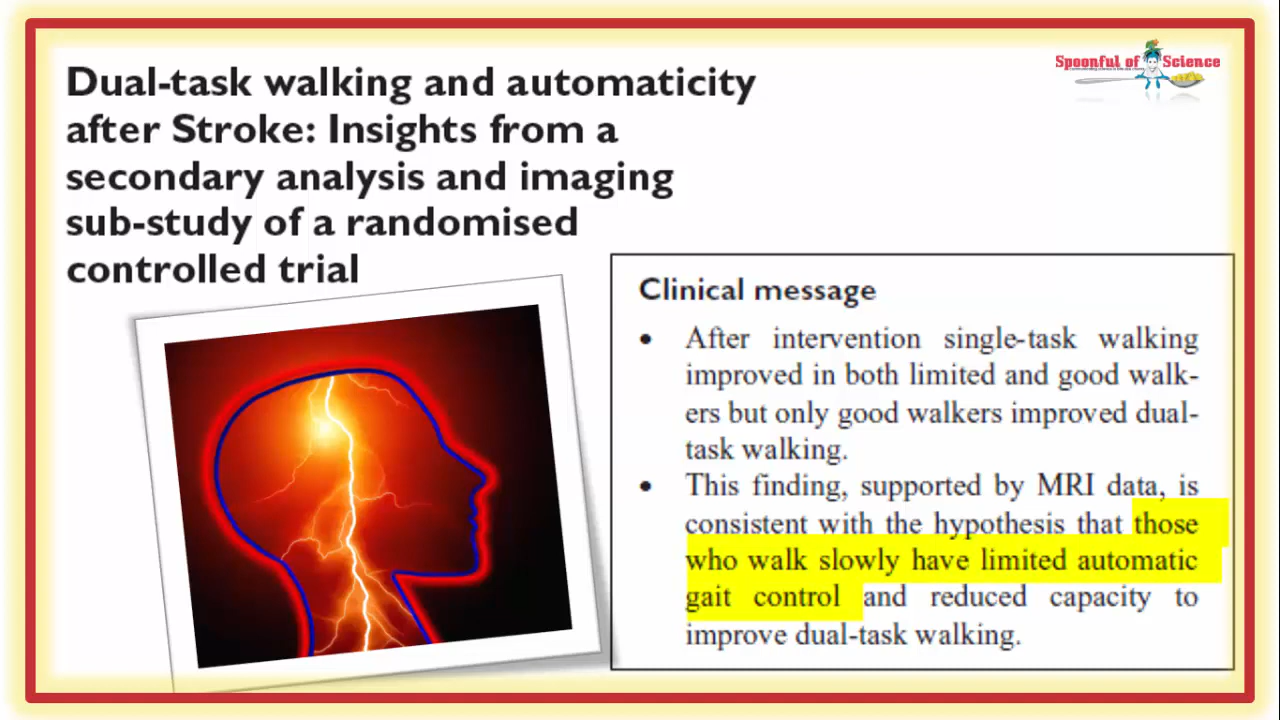 Spoonful of Science
Dual-task walking and automaticity
after Stroke: Insights from a
secondary analysis and imaging
sub-study of a randomised
controlled trial
Clinical message
• After intervention single-task walking
improved in both limited and good walk-
ers but only good walkers improved dual-
task walking.
• This finding, supported by MRI data, is
consistent with the hypothesis that those
who walk slowly have limited automatic
gait control and reduced capacity to
improve dual-task walking.